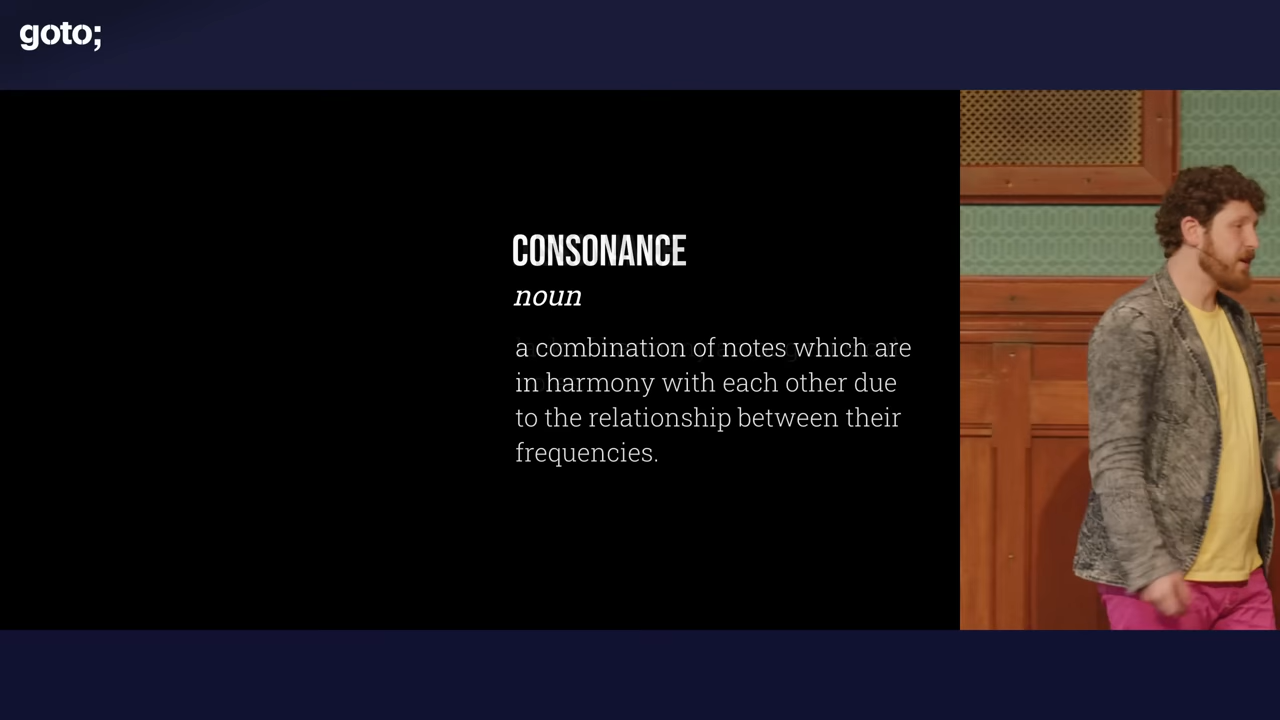 goto;
CONSONANCE
noun
a combination of notes which are
in harmony with each other due
to the relationship between their
frequencies.